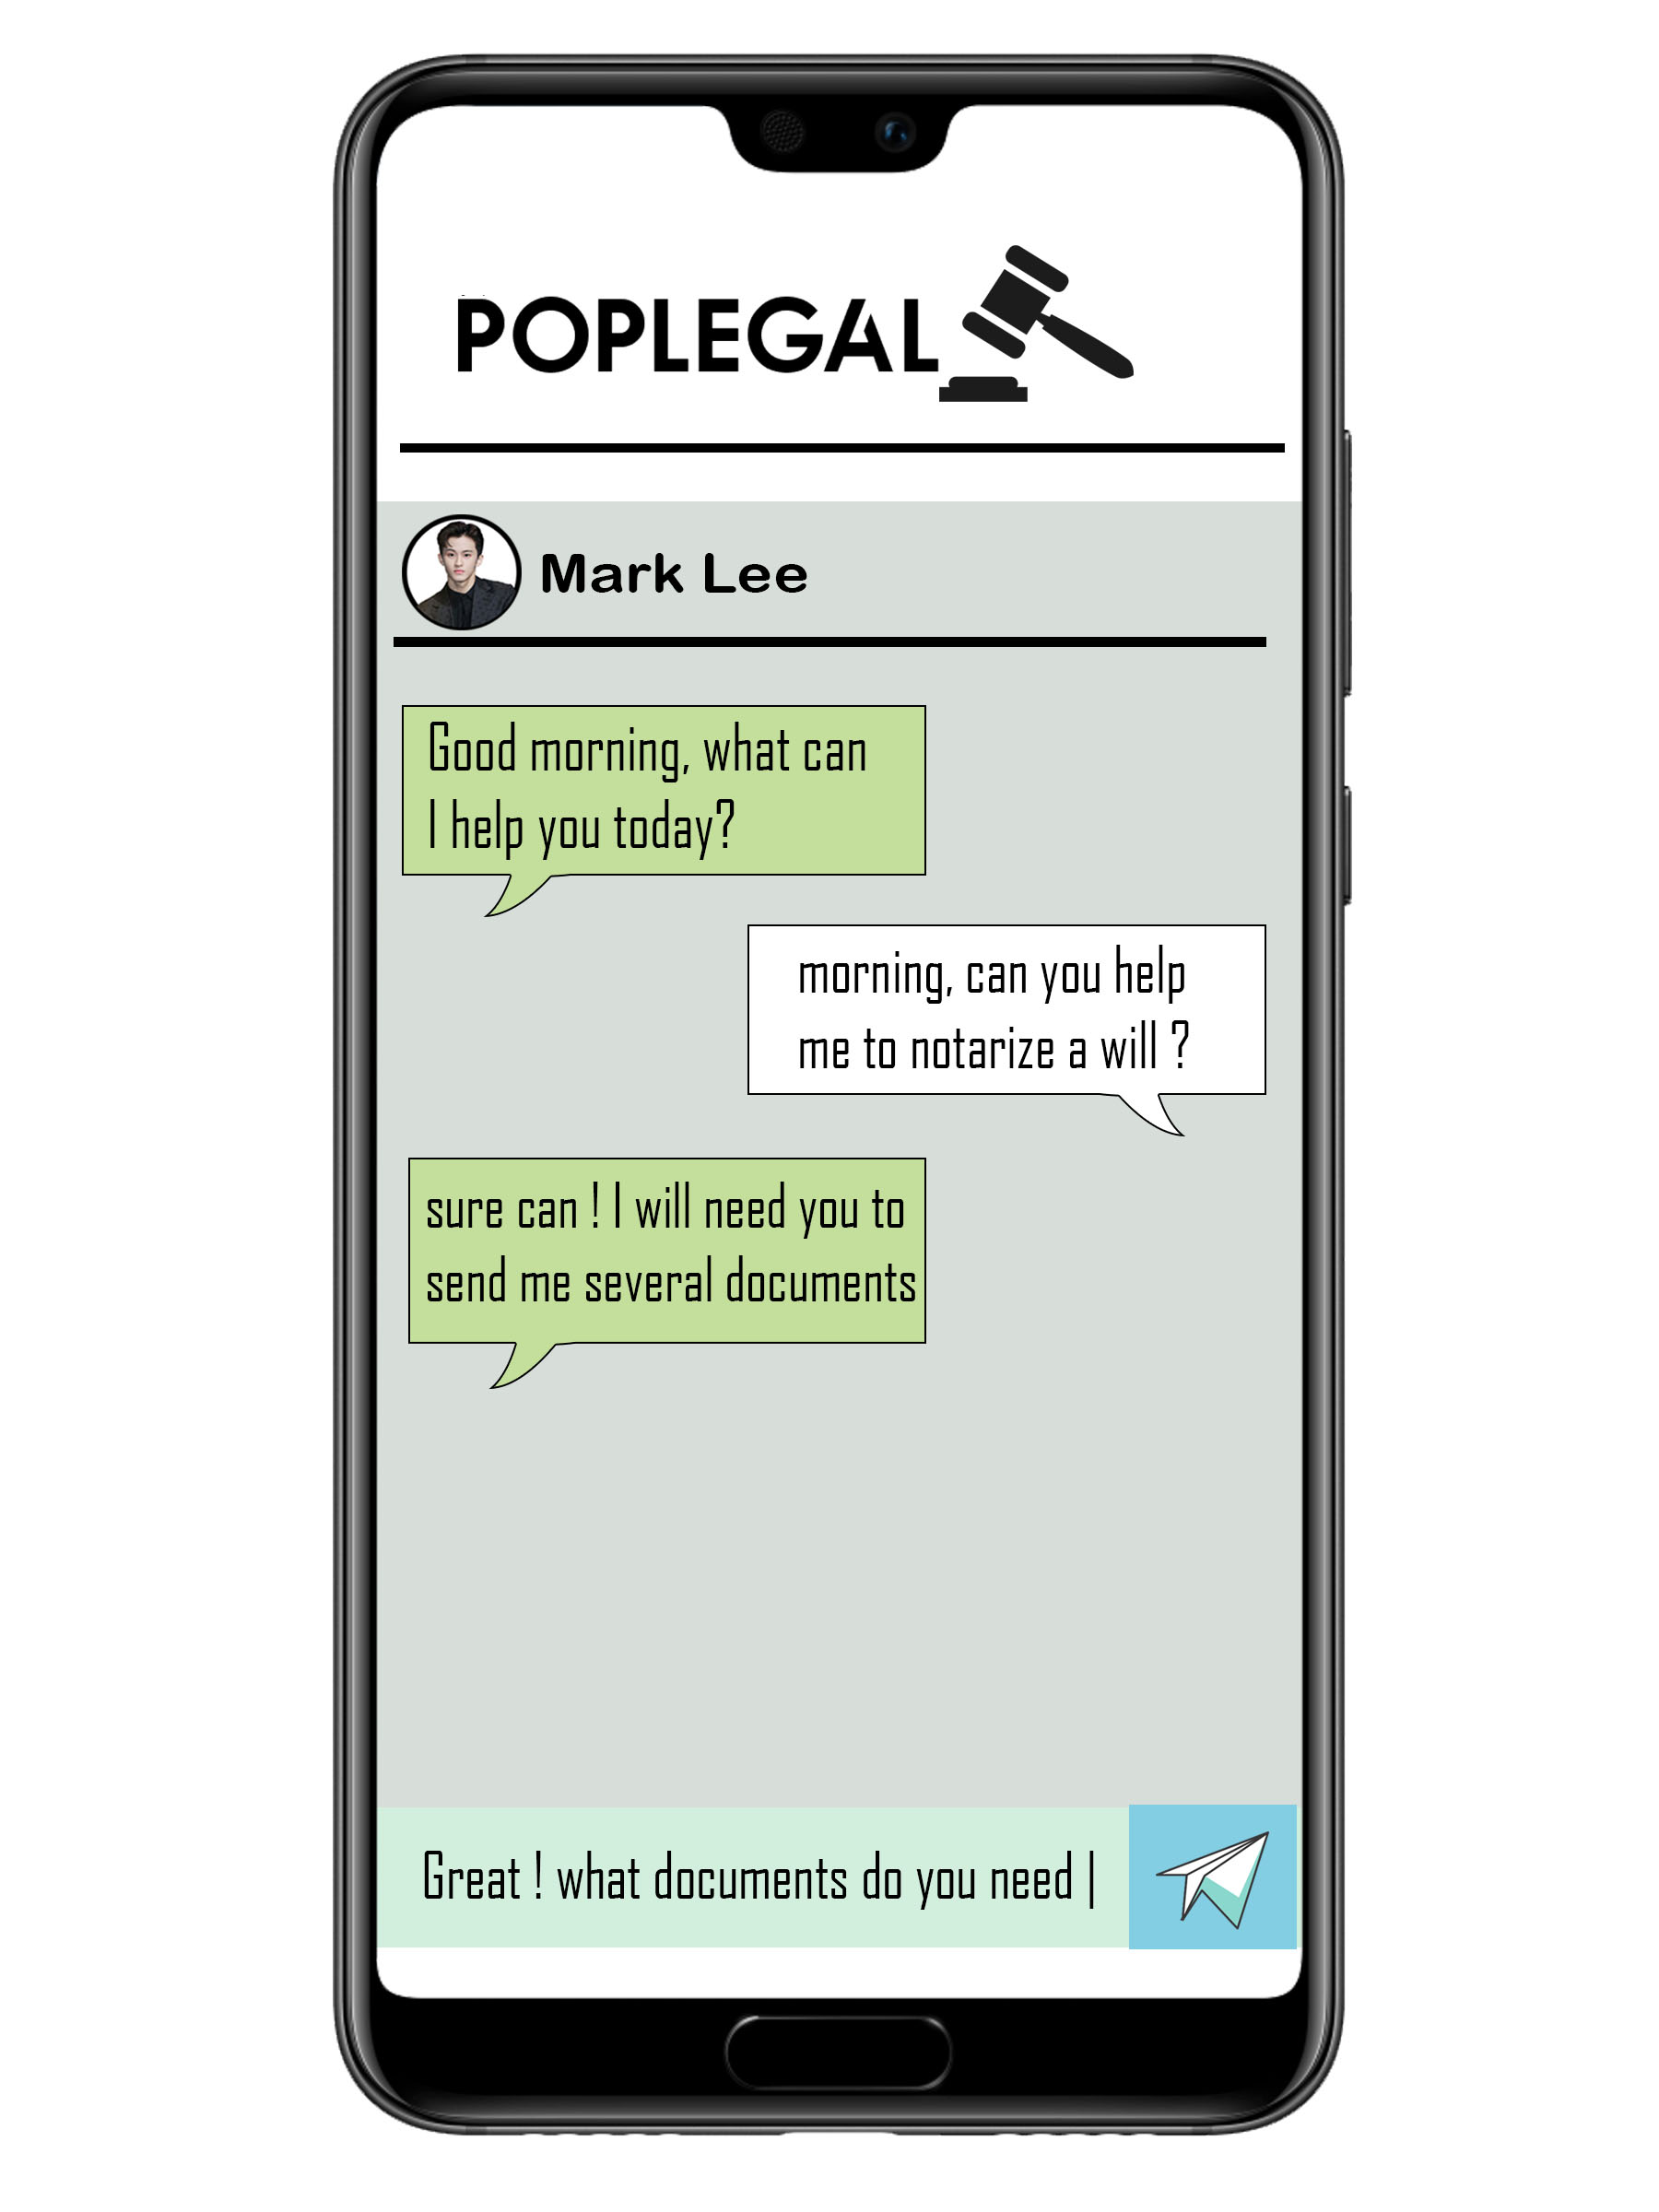 POPLEGAL
Mark Lee
Good morning, what can
I help you today?
morning, can you help
me to notarize a will ?
sure can ! I will need you to
send me several documents
Great ! what documents do you need |